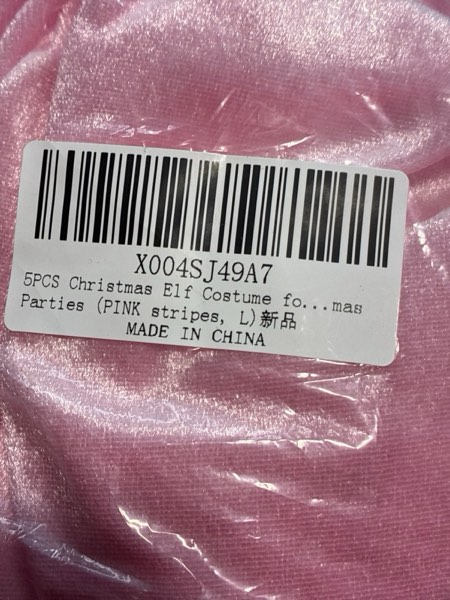 X004SJ49A7
5PCS Christmas Elf Costume fo...mas
Parties (PINK stripes, L)新品
MADE IN CHINA